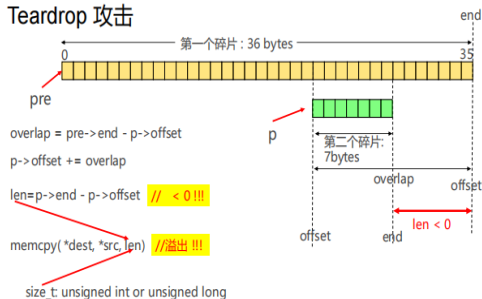 Teardrop 攻击
end
第一个碎片 : 36 bytes
0
35
pre
overlap = pre->end - p->offset
p
第二个碎片:
7bytes
p->offset += overlap
overlap
offset
len=p->end - p->offset // < 0 !!!
len < 0
offset
end
memcpy( *dest, *src, len) //溢出 !!!
size_t: unsigned int or unsigned long